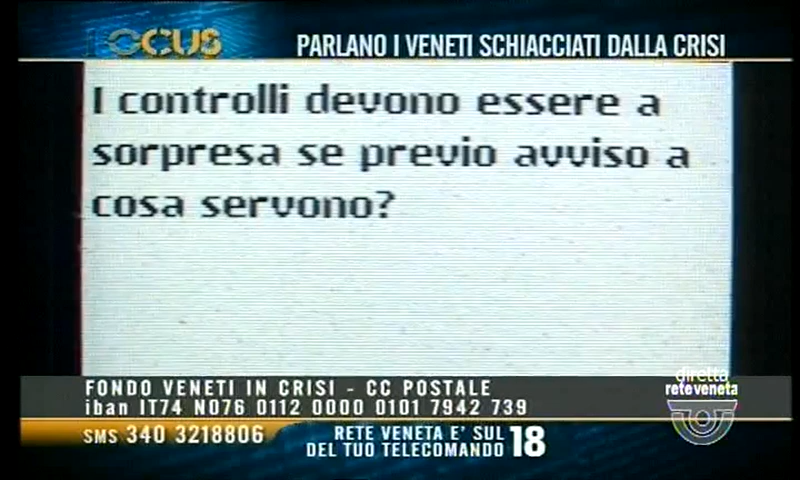 FOCUS
PARLANO I VENETI SCHIACCIATI DALLA CRISI
I controlli devono essere a
sorpresa se previo avviso a
cosa servono?
diretta
reteveneta
FONDO VENETI IN CRISI - CC POSTALE
iban IT74 N076 0112 0000 0101 7942 739
SMS 340 3218806
RETE VENETA E' SUL
DEL TUO TELECOMANDO 18